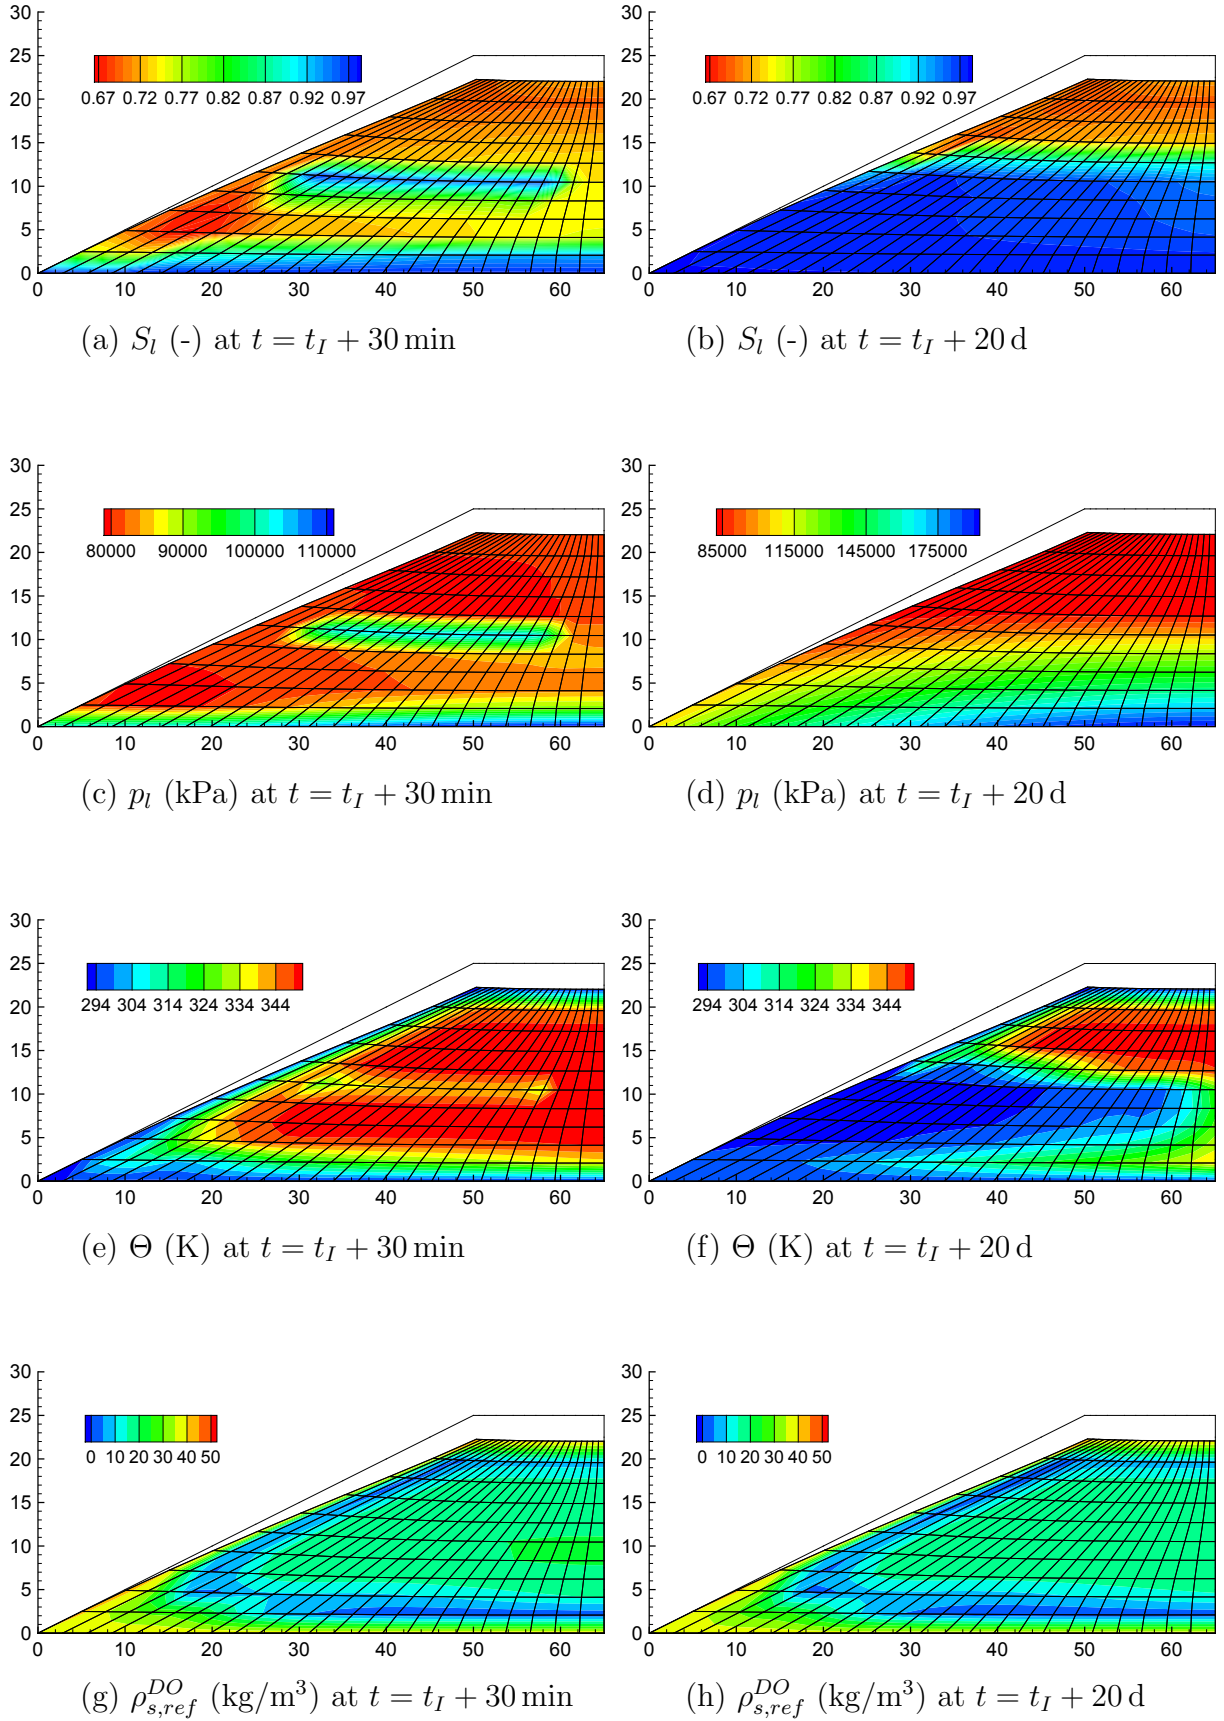 30 30
25 25
0.67 0.72 0.77 0.82 0.87 0.92 0.97 0.67 0.72 0.77 0.82 0.87 0.92 0.97
20 20
15 15
10 10
5 5
0 0
0 10 20 30 40 50 60 0 10 20 30 40 50 60
(a) S_l (-) at t = t_I + 30 min (b) S_l (-) at t = t_I + 20 d
30 30
25 25
80000 90000 100000 110000 85000 115000 145000 175000
20 20
15 15
10 10
5 5
0 0
0 10 20 30 40 50 60 0 10 20 30 40 50 60
(c) p_l (kPa) at t = t_I + 30 min (d) p_l (kPa) at t = t_I + 20 d
30 30
25 25
294 304 314 324 334 344 294 304 314 324 334 344
20 20
15 15
10 10
5 5
0 0
0 10 20 30 40 50 60 0 10 20 30 40 50 60
(e) Θ (K) at t = t_I + 30 min (f) Θ (K) at t = t_I + 20 d
30 30
25 25
0 10 20 30 40 50 0 10 20 30 40 50
20 20
15 15
10 10
5 5
0 0
0 10 20 30 40 50 60 0 10 20 30 40 50 60
(g) ρ^{DO}_{s,ref} (kg/m³) at t = t_I + 30 min (h) ρ^{DO}_{s,ref} (kg/m³) at t = t_I + 20 d